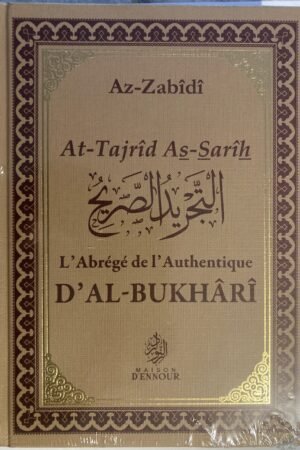 Az-Zabîdî
At-Tajrîd As-Sarîh
التجريد الصريح
L'Abrégé de l'Authentique
D'AL-BUKHÂRÎ
MAISON
D'ENNOUR